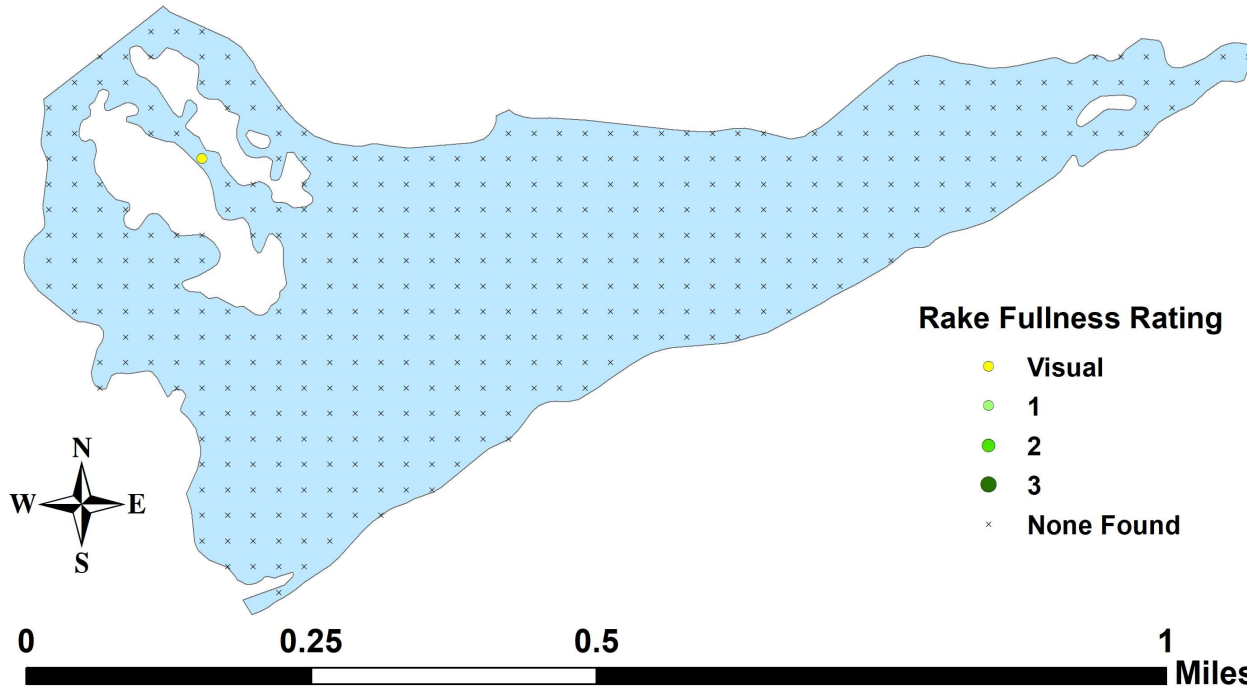 Rake Fullness Rating
Visual
1
2
3
None Found
N
W E
S
0 0.25 0.5 1
Miles